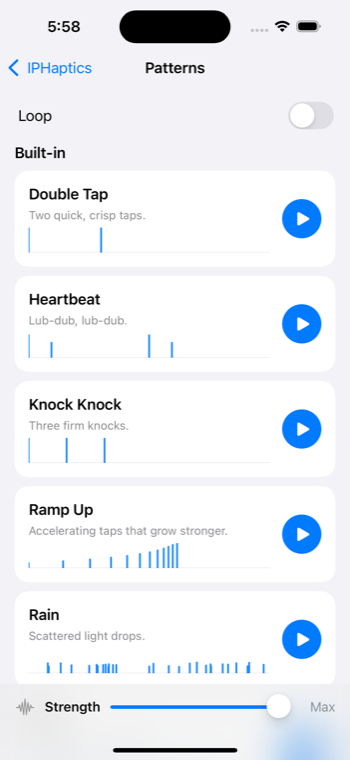 5:58
IPHaptics
Patterns
Loop
Built-in
Double Tap
Two quick, crisp taps.
Heartbeat
Lub-dub, lub-dub.
Knock Knock
Three firm knocks.
Ramp Up
Accelerating taps that grow stronger.
Rain
Scattered light drops.
Strength
Max